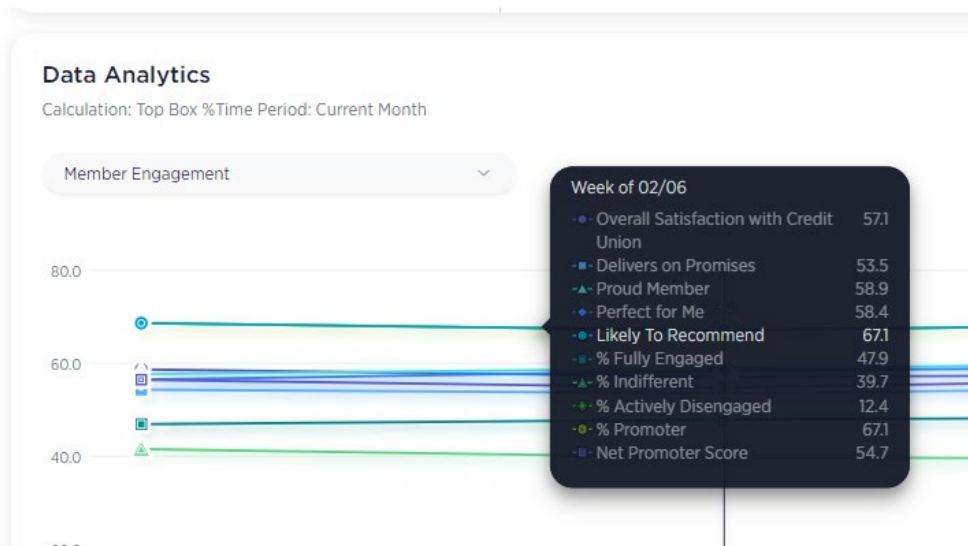 Data Analytics
Calculation: Top Box %Time Period: Current Month
Member Engagement
Week of 02/06
Overall Satisfaction with Credit 57.1
Union
Delivers on Promises 53.5
Proud Member 58.9
Perfect for Me 58.4
Likely To Recommend 67.1
% Fully Engaged 47.9
% Indifferent 39.7
% Actively Disengaged 12.4
% Promoter 67.1
Net Promoter Score 54.7
80.0
60.0
40.0